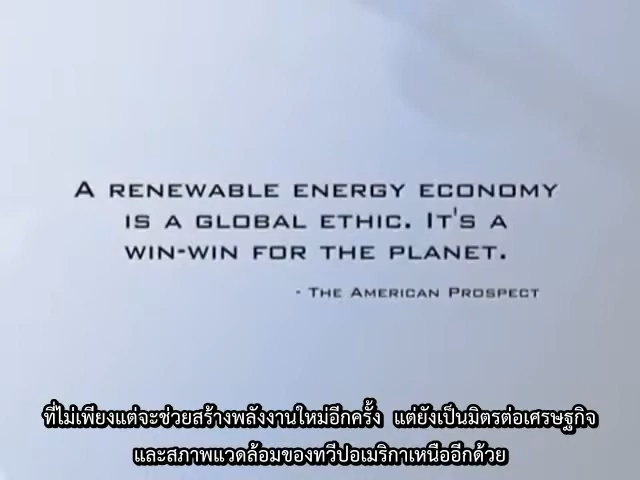 A RENEWABLE ENERGY ECONOMY
IS A GLOBAL ETHIC. IT'S A
WIN-WIN FOR THE PLANET.
- THE AMERICAN PROSPECT
ที่ไม่เพียงแต่จะช่วยสร้างพลังงานใหม่อีกครั้ง แต่ยังเป็นมิตรต่อเศรษฐกิจ
และสภาพแวดล้อมของทวีปอเมริกาเหนืออีกด้วย